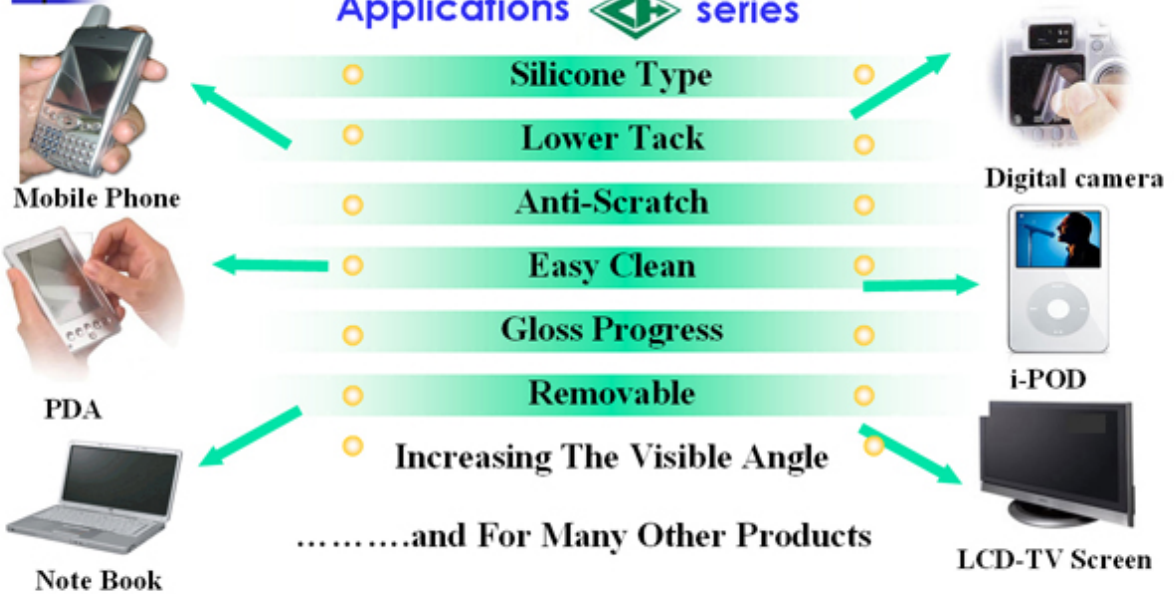 Applications CH series
Silicone Type
Lower Tack
Anti-Scratch
Easy Clean
Gloss Progress
Removable
Increasing The Visible Angle
……….and For Many Other Products
Mobile Phone
PDA
Note Book
Digital camera
i-POD
LCD-TV Screen